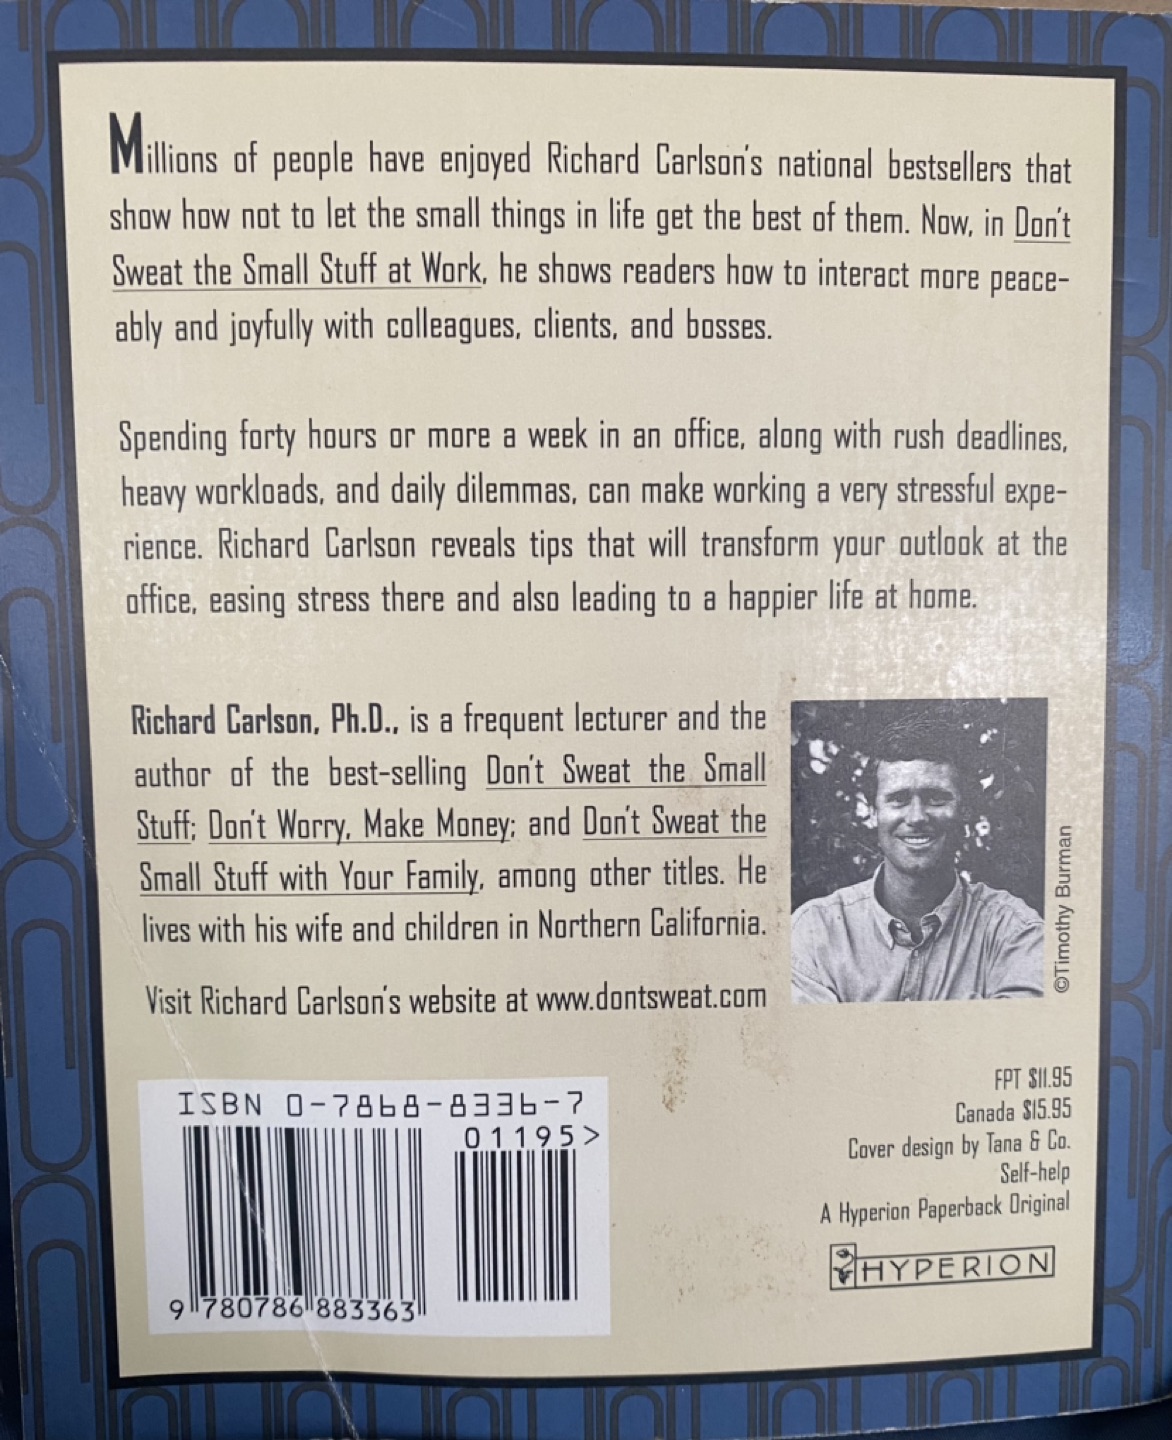 Millions of people have enjoyed Richard Carlson's national bestsellers that
show how not to let the small things in life get the best of them. Now, in Don't
Sweat the Small Stuff at Work, he shows readers how to interact more peace-
ably and joyfully with colleagues, clients, and bosses.
Spending forty hours or more a week in an office, along with rush deadlines,
heavy workloads, and daily dilemmas, can make working a very stressful expe-
rience. Richard Carlson reveals tips that will transform your outlook at the
office, easing stress there and also leading to a happier life at home.
Richard Carlson, Ph.D., is a frequent lecturer and the
author of the best-selling Don't Sweat the Small
Stuff; Don't Worry, Make Money; and Don't Sweat the
Small Stuff with Your Family, among other titles. He
lives with his wife and children in Northern California.
Visit Richard Carlson's website at www.dontsweat.com
©Timothy Burman
ISBN 0-7868-8336-7
01195>
9 780786 883363
FPT $11.95
Canada $15.95
Cover design by Tana & Co.
Self-help
A Hyperion Paperback Original
HYPERION